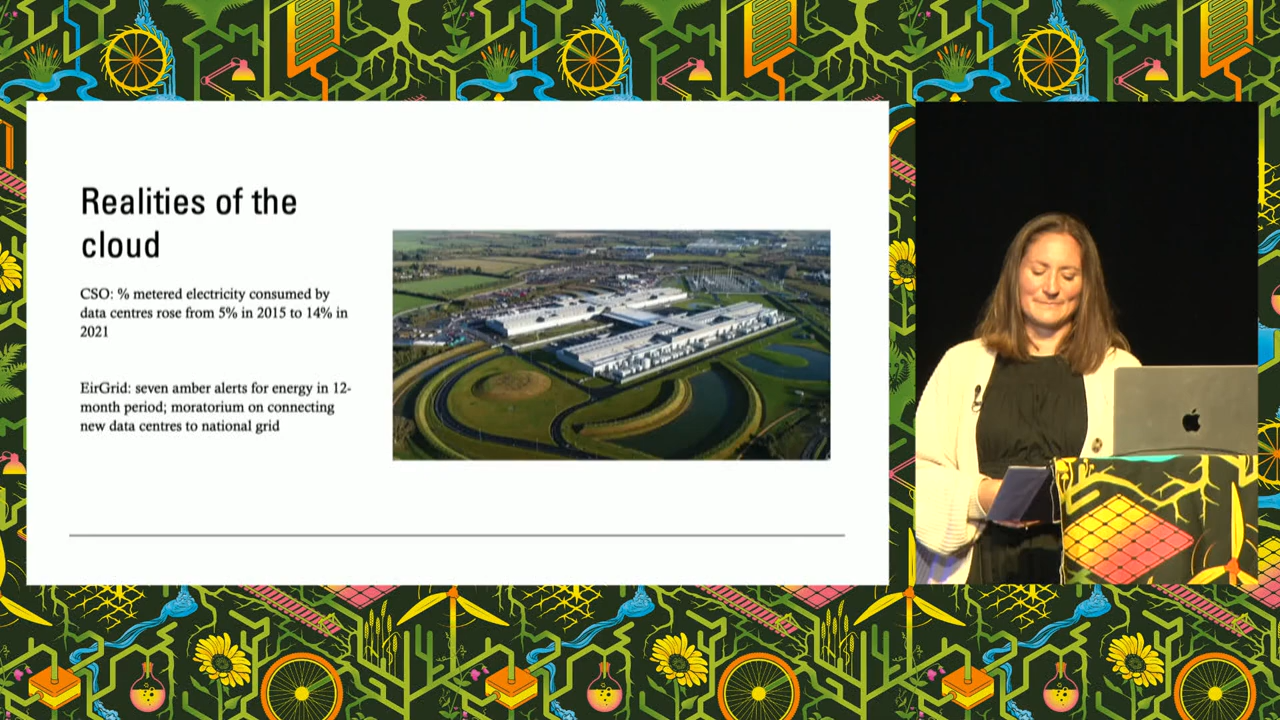 Realities of the
cloud
CSO: % metered electricity consumed by
data centres rose from 5% in 2015 to 14% in
2021
EirGrid: seven amber alerts for energy in 12-
month period; moratorium on connecting
new data centres to national grid